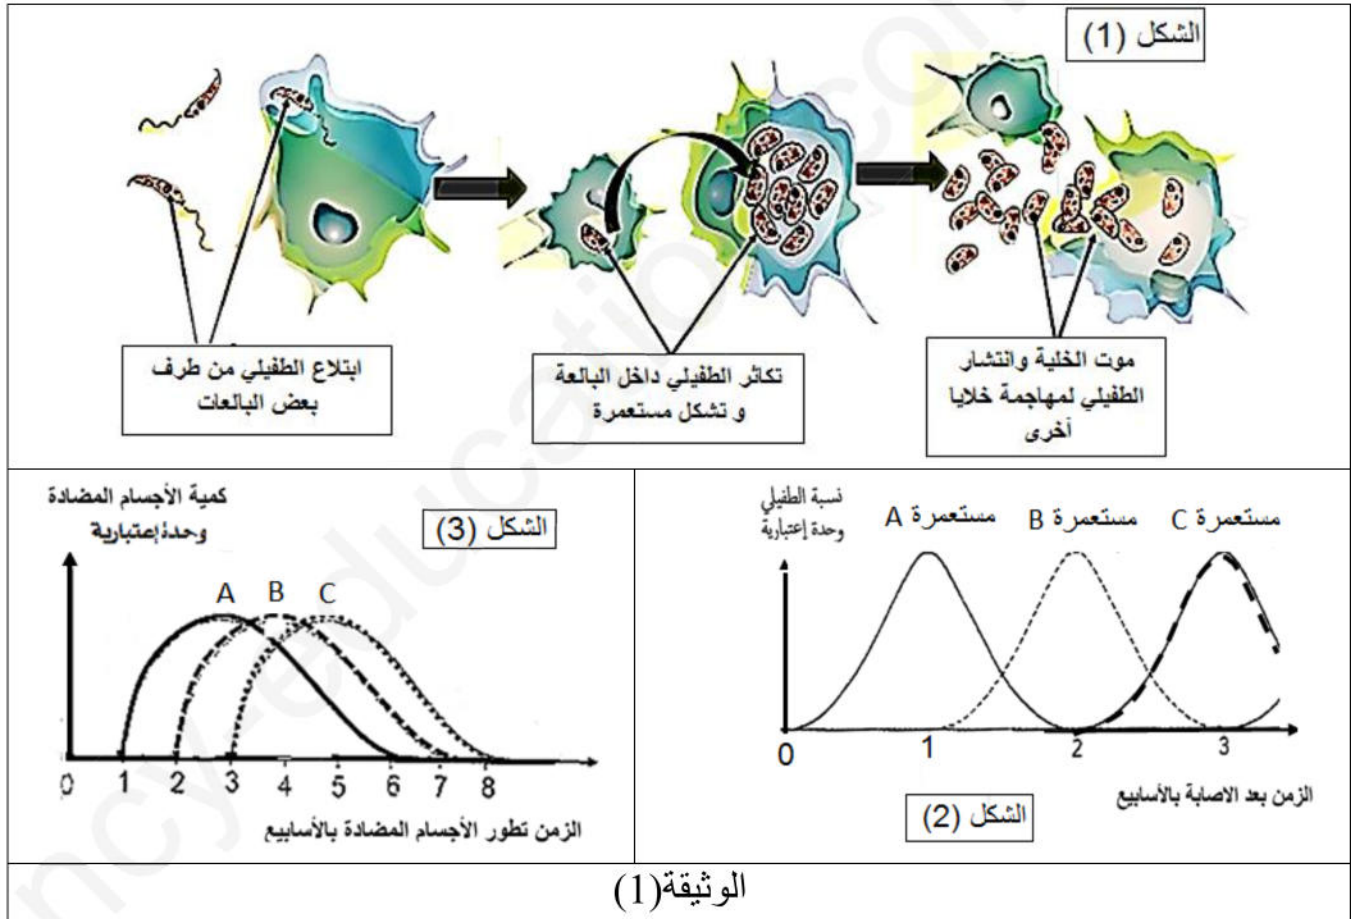 الشكل (1)
ابتلاع الطفيلي من طرف
بعض البالعات
تكاثر الطفيلي داخل البالعة
و تشكل مستعمرة
موت الخلية وانتشار
الطفيلي لمهاجمة خلايا
أخرى
نسبة الطفيلي
وحدة إعتبارية
مستعمرة A
مستعمرة B
مستعمرة C
0 1 2 3
الزمن بعد الاصابة بالأسابيع
الشكل (2)
كمية الأجسام المضادة
وحدة إعتبارية
الشكل (3)
A B C
0 1 2 3 4 5 6 7 8
الزمن تطور الأجسام المضادة بالأسابيع
الوثيقة(1)